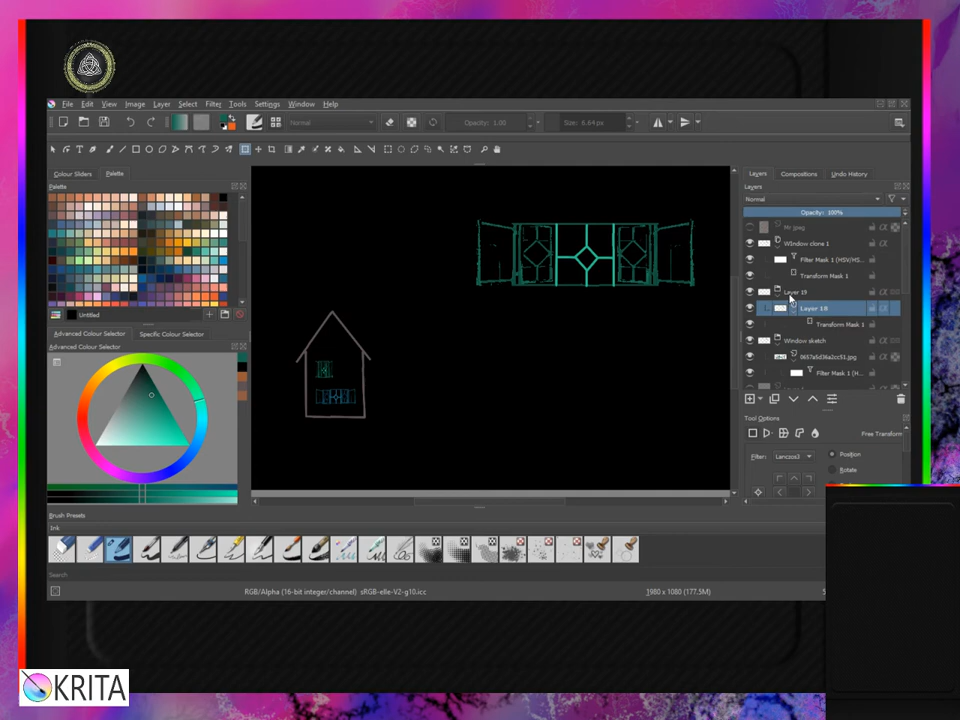 File Edit View Image Layer Select Filter Tools Settings Window Help
Normal Opacity: 1.00 Size: 6.64 px
Colour Sliders Palette
Palette
Untitled
Advanced Colour Selector Specific Colour Selector
Advanced Colour Selector
Layers Compositions Undo History
Layers
Normal
Opacity: 100%
Mr jpeg
Window clone 1
Filter Mask 1 (HSV/HS...
Transform Mask 1
Layer 19
Layer 18
Transform Mask 1
Window sketch
0657a5d36a2cc51.jpg
Filter Mask 1 (H...
Tool Options
Free Transform
Filter: Lanczos3
Position
Rotate
Brush Presets
Ink
Search
RGB/Alpha (16-bit integer/channel) sRGB-elle-V2-g10.icc
1980 x 1080 (177.5M)
KRITA